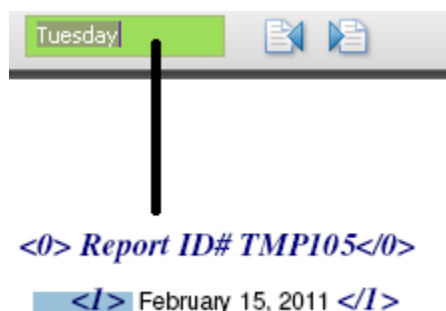 Tuesday
<0> Report ID# TMP105</0>
<1> February 15, 2011 </1>